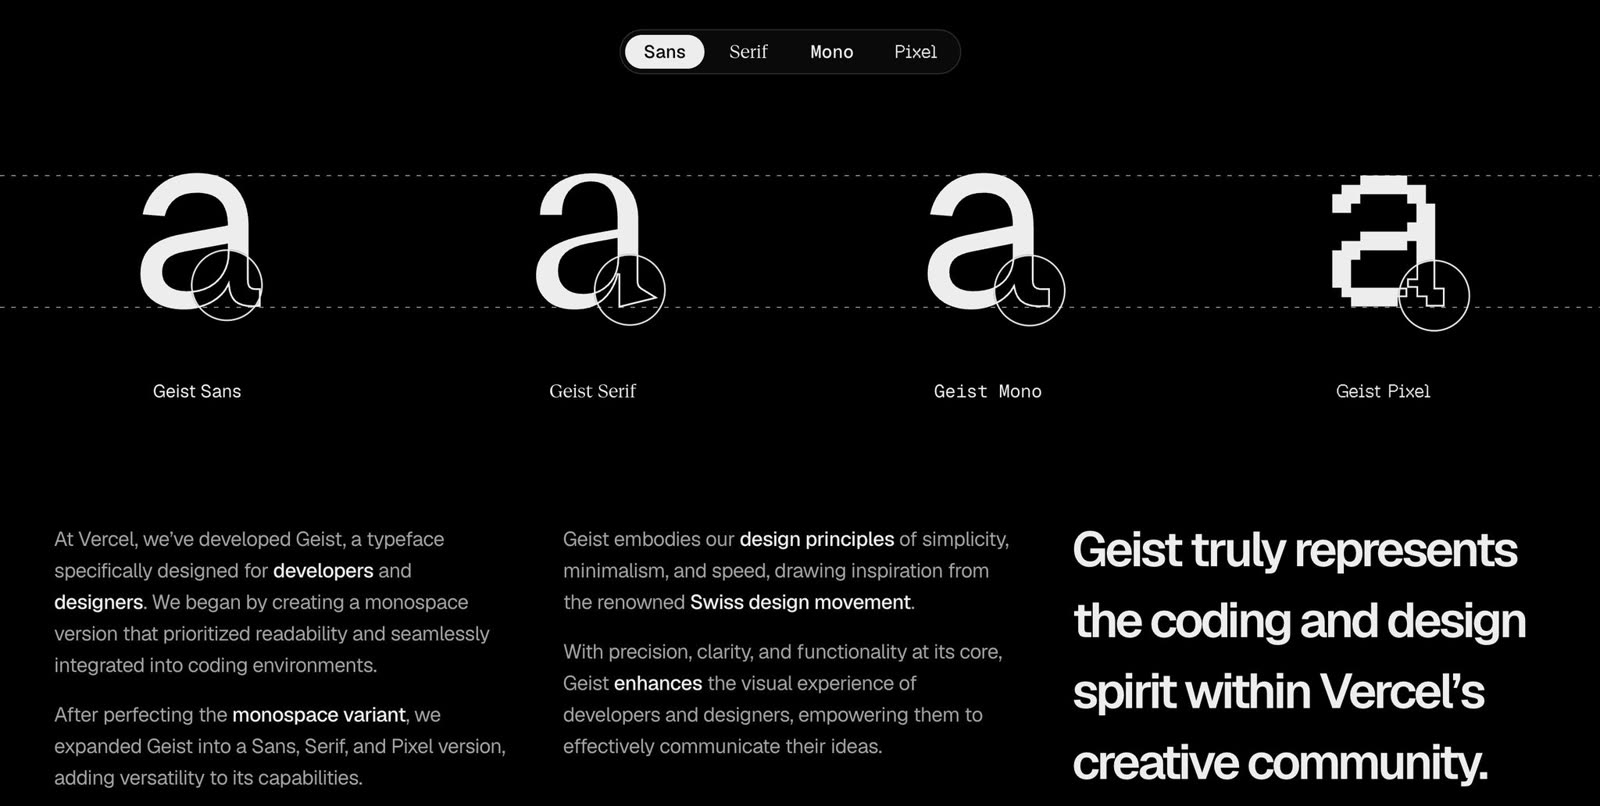 Sans Serif Mono Pixel
a a a a
Geist Sans Geist Serif Geist Mono Geist Pixel
At Vercel, we’ve developed Geist, a typeface
specifically designed for developers and
designers. We began by creating a monospace
version that prioritized readability and seamlessly
integrated into coding environments.
After perfecting the monospace variant, we
expanded Geist into a Sans, Serif, and Pixel version,
adding versatility to its capabilities.
Geist embodies our design principles of simplicity,
minimalism, and speed, drawing inspiration from
the renowned Swiss design movement.
With precision, clarity, and functionality at its core,
Geist enhances the visual experience of
developers and designers, empowering them to
effectively communicate their ideas.
Geist truly represents
the coding and design
spirit within Vercel’s
creative community.